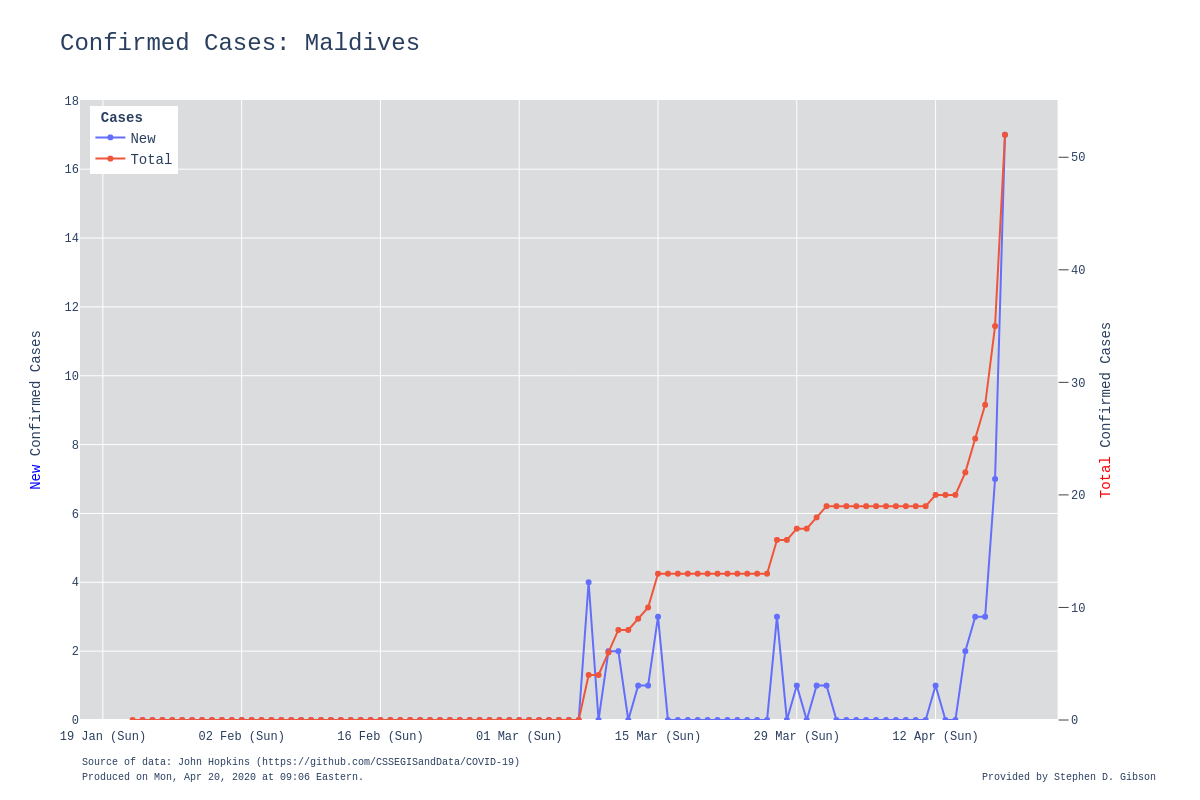 Confirmed Cases: Maldives
Cases
New
Total
18
16
14
12
10
8
6
4
2
0
50
40
30
20
10
0
New Confirmed Cases
Total Confirmed Cases
19 Jan (Sun)
02 Feb (Sun)
16 Feb (Sun)
01 Mar (Sun)
15 Mar (Sun)
29 Mar (Sun)
12 Apr (Sun)
Source of data: John Hopkins (https://github.com/CSSEGISandData/COVID-19)
Produced on Mon, Apr 20, 2020 at 09:06 Eastern.
Provided by Stephen D. Gibson